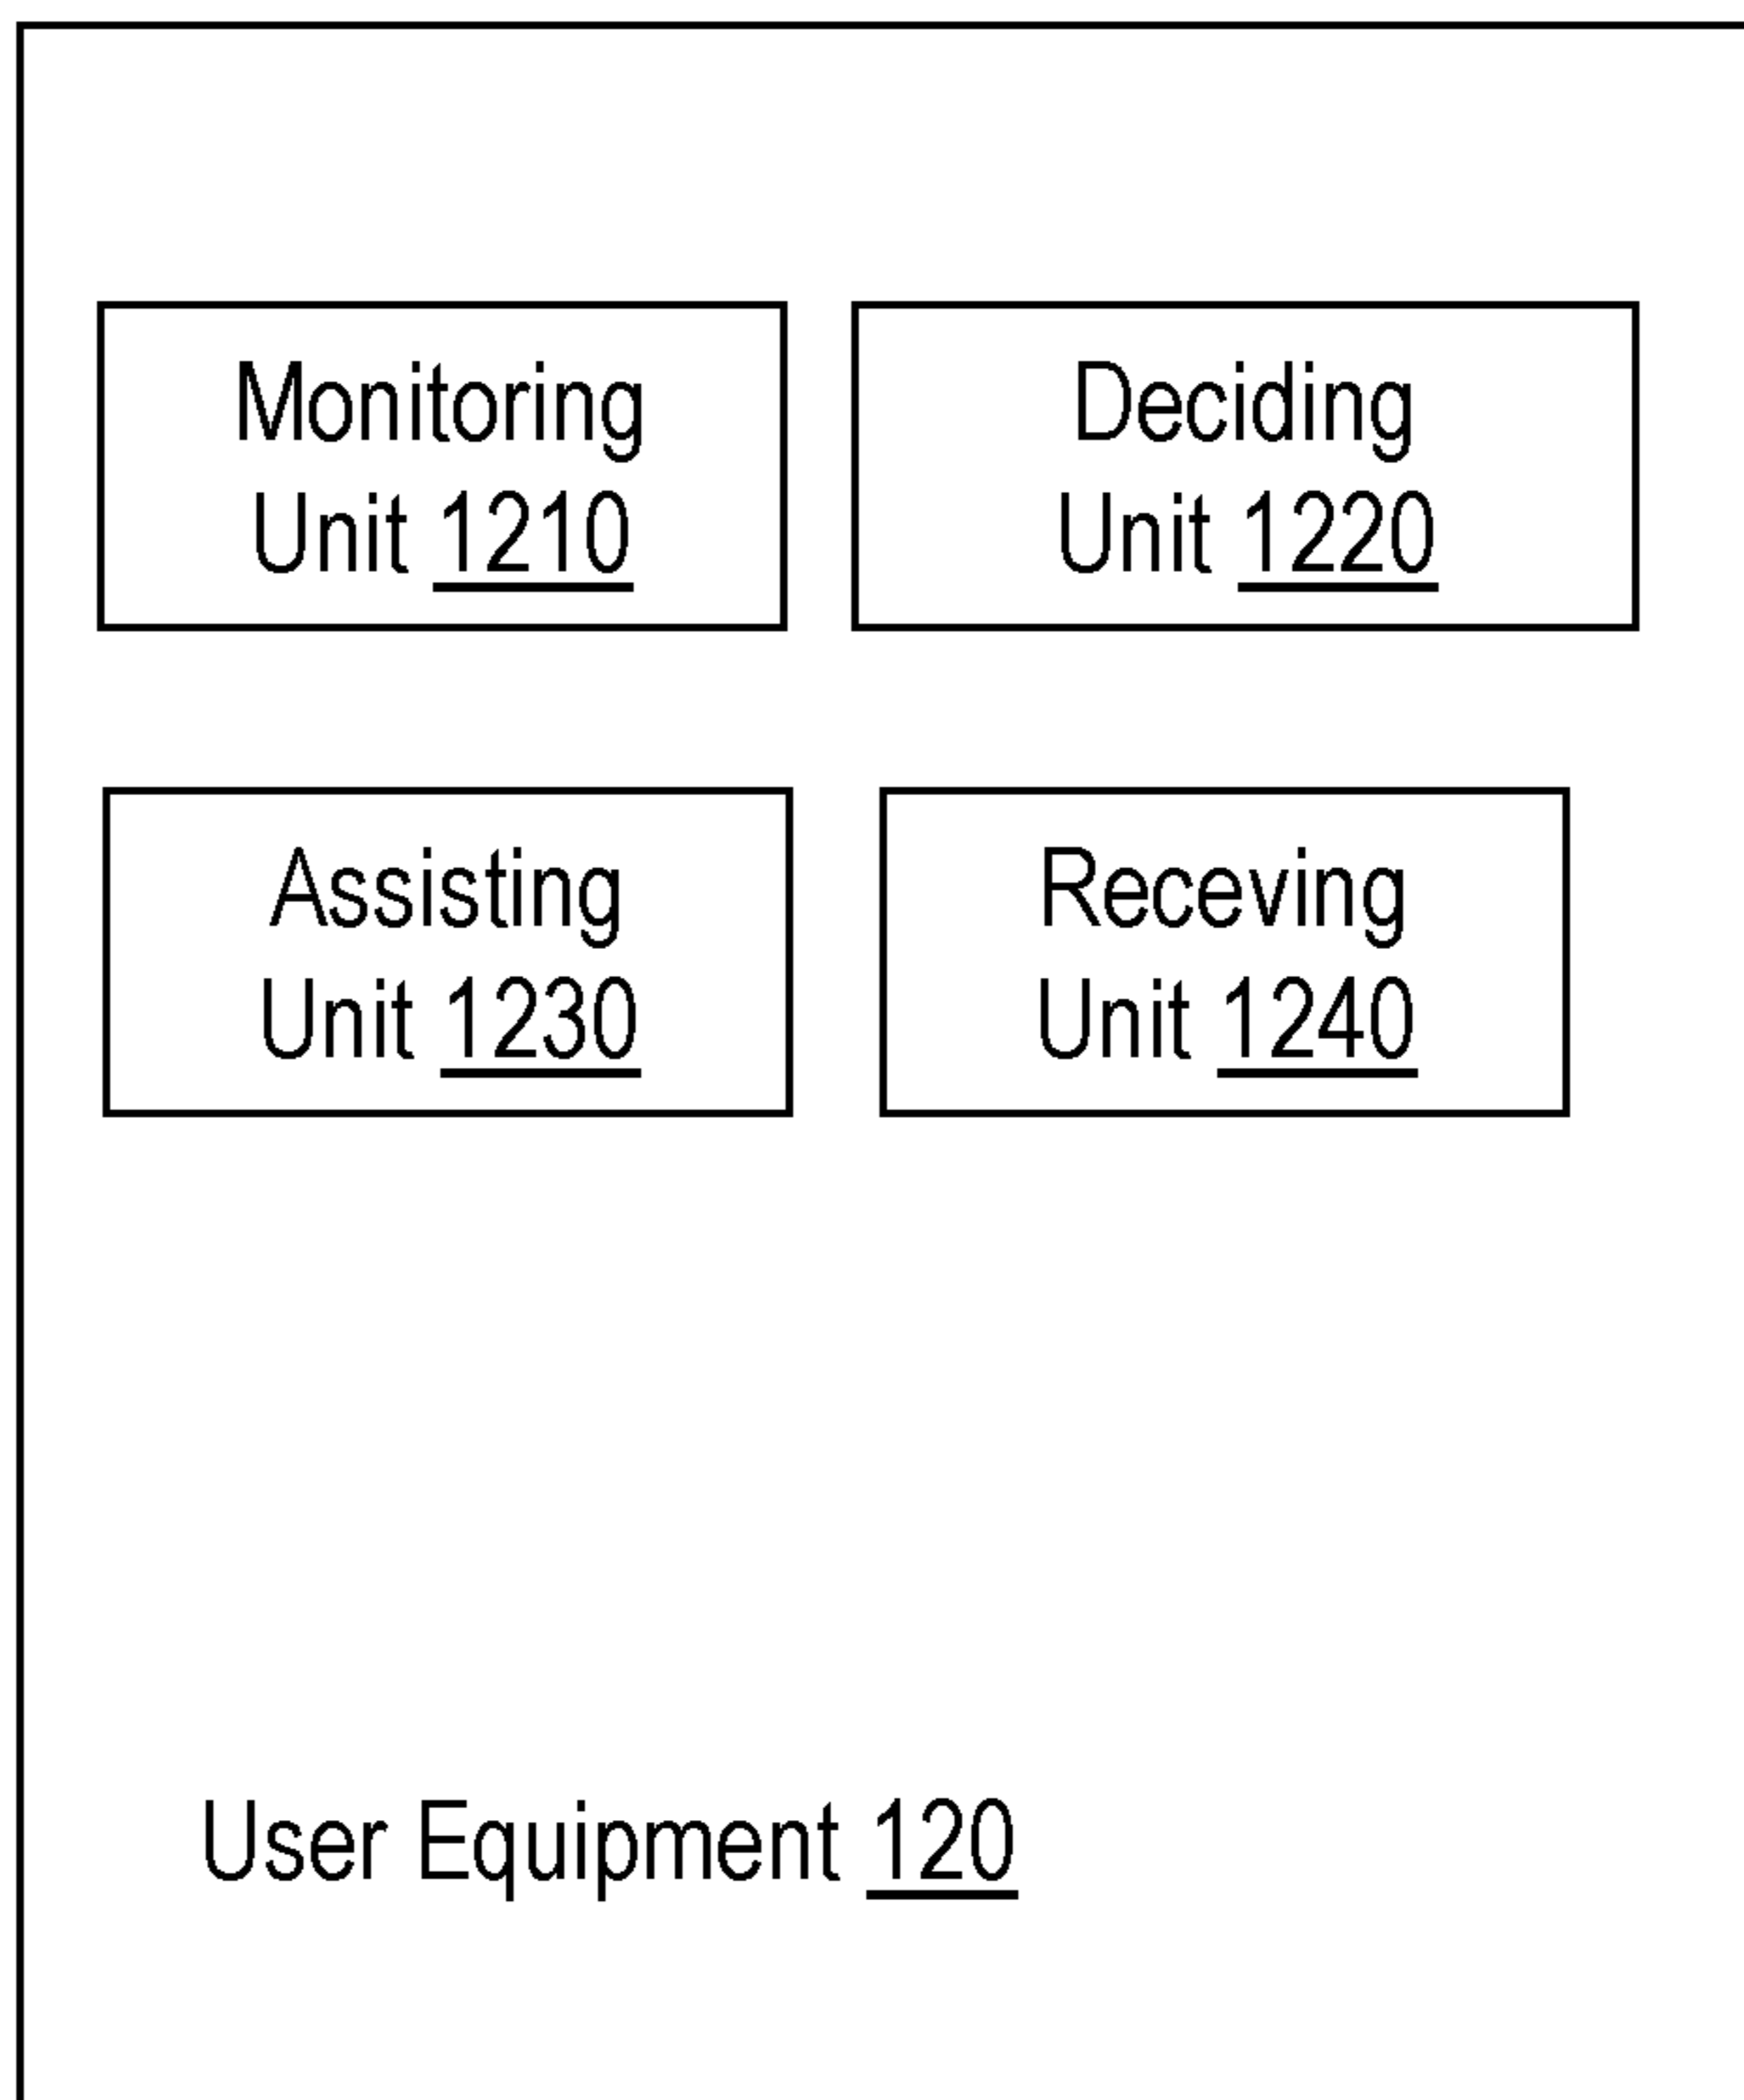 Monitoring
Unit 1210
Deciding
Unit 1220
Assisting
Unit 1230
Receving
Unit 1240
User Equipment 120